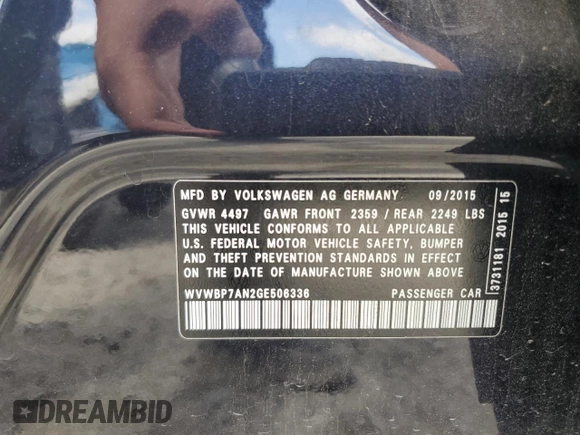 MFD BY VOLKSWAGEN AG GERMANY 09/2015
GVWR 4497 GAWR FRONT 2359 / REAR 2249 LBS
THIS VEHICLE CONFORMS TO ALL APPLICABLE
U.S. FEDERAL MOTOR VEHICLE SAFETY, BUMPER
AND THEFT PREVENTION STANDARDS IN EFFECT
ON THE DATE OF MANUFACTURE SHOWN ABOVE
WVWBP7AN2GE506336 PASSENGER CAR
3731181 2015 15
DREAMBID